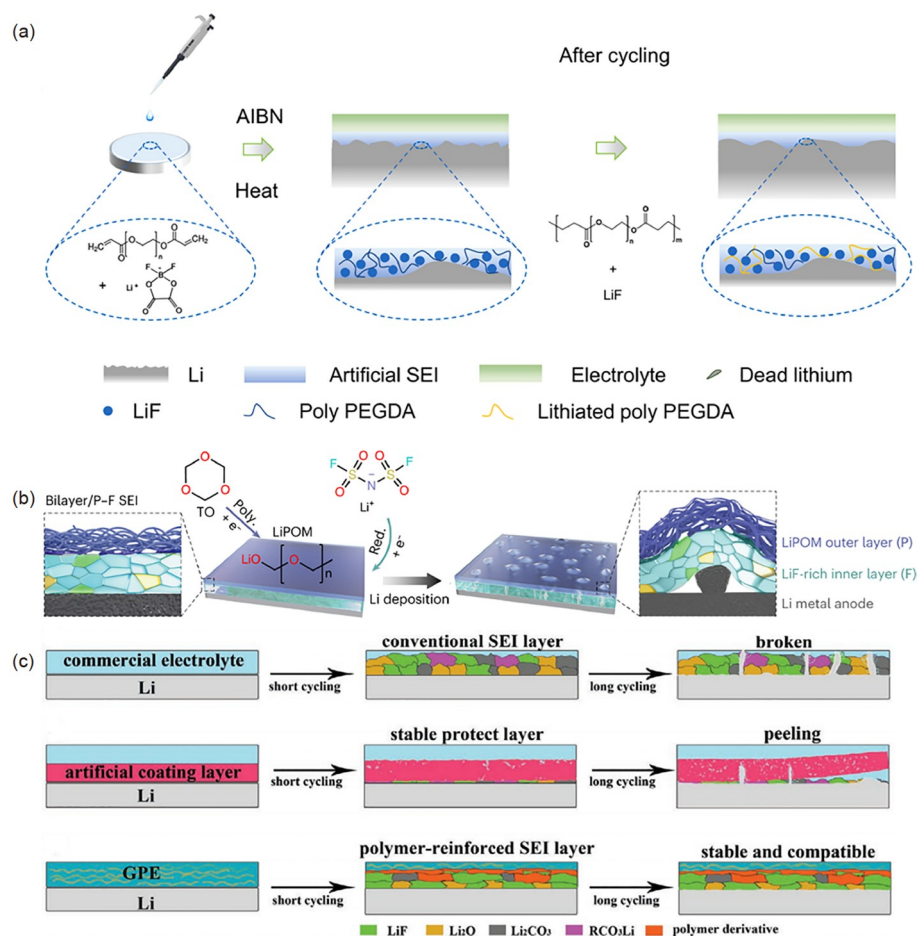 (a)
After cycling
AIBN
Heat
H₂C
O
O
n
O
O
CH₂
+
Li⁺
F
F
B⁻
O
O
O
O
O
O
n
O
O
m
+
LiF
Li
Artificial SEI
Electrolyte
Dead lithium
LiF
Poly PEGDA
Lithiated poly PEGDA
(b)
Bilayer/P–F SEI
O
O
O
TO
Poly.
+ e⁻
LiPOM
LiO
O
n
F
O
O
S
N
−
S
O
O
F
Li⁺
Red.
+ e⁻
Li deposition
LiPOM outer layer (P)
LiF-rich inner layer (F)
Li metal anode
(c)
commercial electrolyte
Li
short cycling
conventional SEI layer
long cycling
broken
artificial coating layer
Li
short cycling
stable protect layer
long cycling
peeling
GPE
Li
short cycling
polymer-reinforced SEI layer
long cycling
stable and compatible
LiF
Li₂O
Li₂CO₃
RCO₃Li
polymer derivative